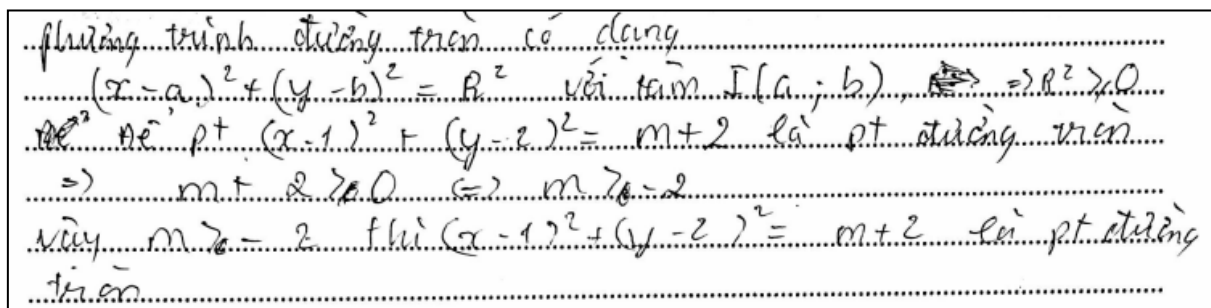 phương trình đường tròn có dạng
(x-a)² + (y-b)² = R² với tâm I(a ; b), => R² ≥ 0
Để pt (x-1)² + (y-2)² = m+2 là pt đường tròn
=> m + 2 ≥ 0 <=> m ≥ -2
vậy m ≥ - 2 thì (x-1)² + (y-2)² = m+2 là pt đường
tròn